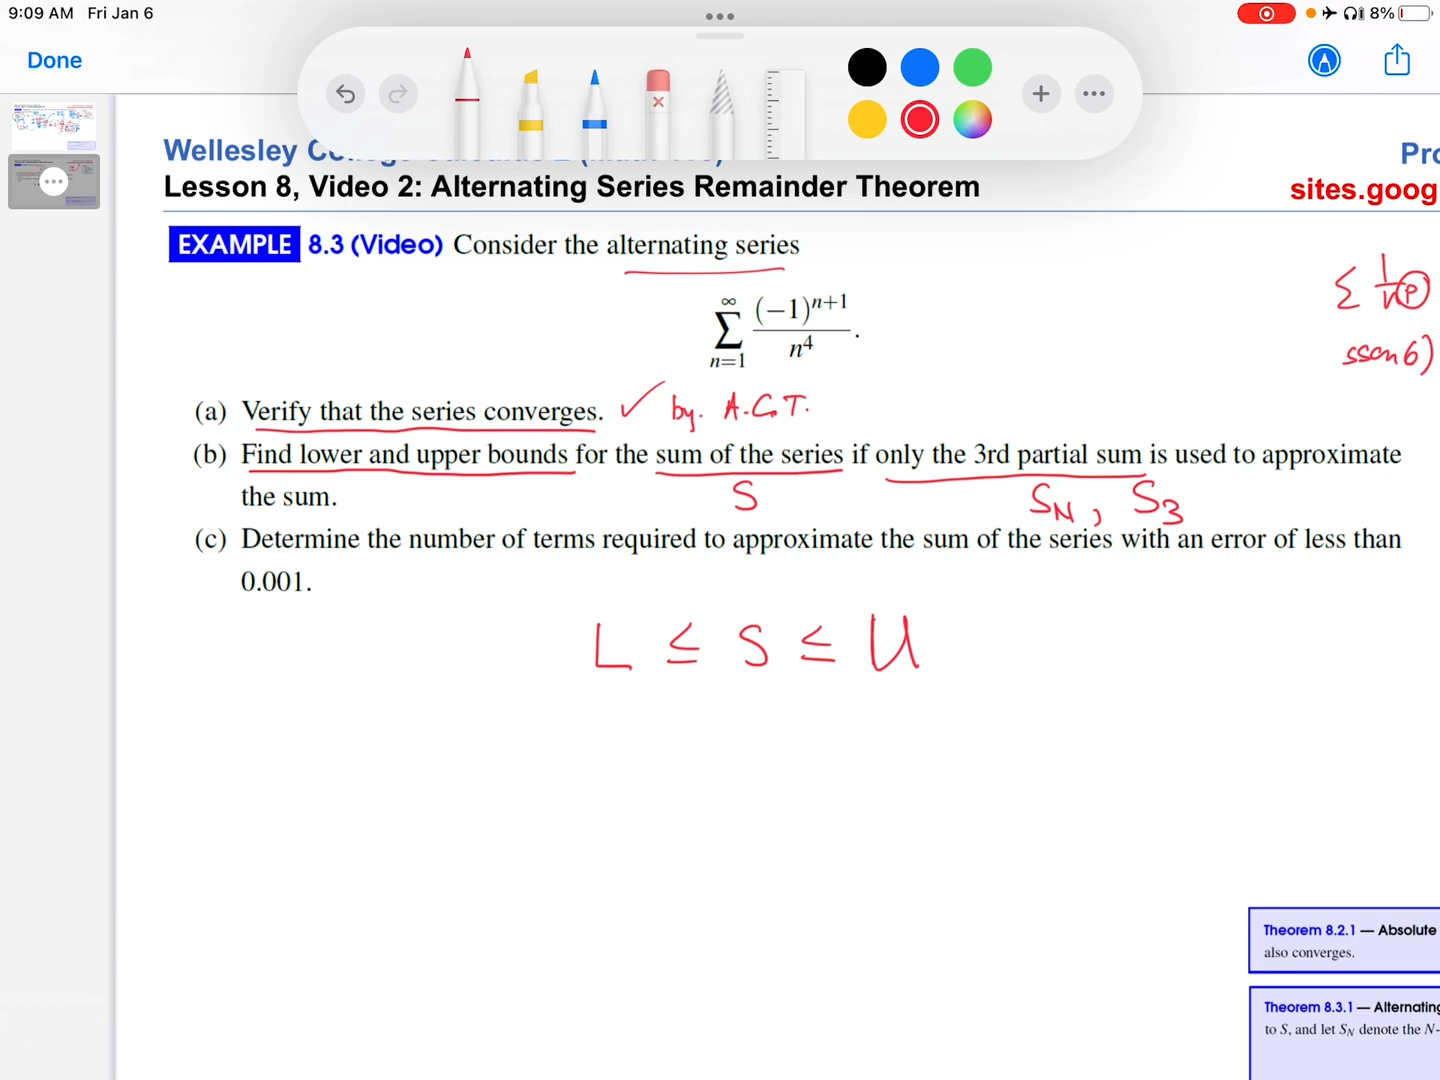 9:09 AM Fri Jan 6
8%
Done
Wellesley C
Pro
Lesson 8, Video 2: Alternating Series Remainder Theorem
sites.goog
EXAMPLE 8.3 (Video) Consider the alternating series
∞ (−1)^{n+1}
Σ ———— .
n=1 n^4
Σ 1/n^p
sson 6)
(a) Verify that the series converges. ✓ by. A.C.T.
(b) Find lower and upper bounds for the sum of the series if only the 3rd partial sum is used to approximate
the sum.
S
S_N , S_3
(c) Determine the number of terms required to approximate the sum of the series with an error of less than
0.001.
L ≤ S ≤ U
Theorem 8.2.1 — Absolute
also converges.
Theorem 8.3.1 — Alternating
to S, and let S_N denote the N-